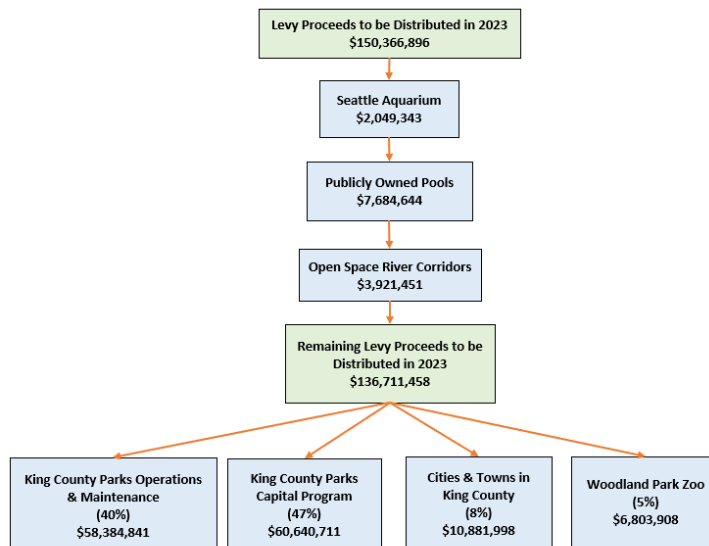 Levy Proceeds to be Distributed in 2023
$150,366,896
Seattle Aquarium
$2,049,343
Publicly Owned Pools
$7,684,644
Open Space River Corridors
$3,921,451
Remaining Levy Proceeds to be
Distributed in 2023
$136,711,458
King County Parks Operations
& Maintenance
(40%)
$58,384,841
King County Parks
Capital Program
(47%)
$60,640,711
Cities & Towns in
King County
(8%)
$10,881,998
Woodland Park Zoo
(5%)
$6,803,908